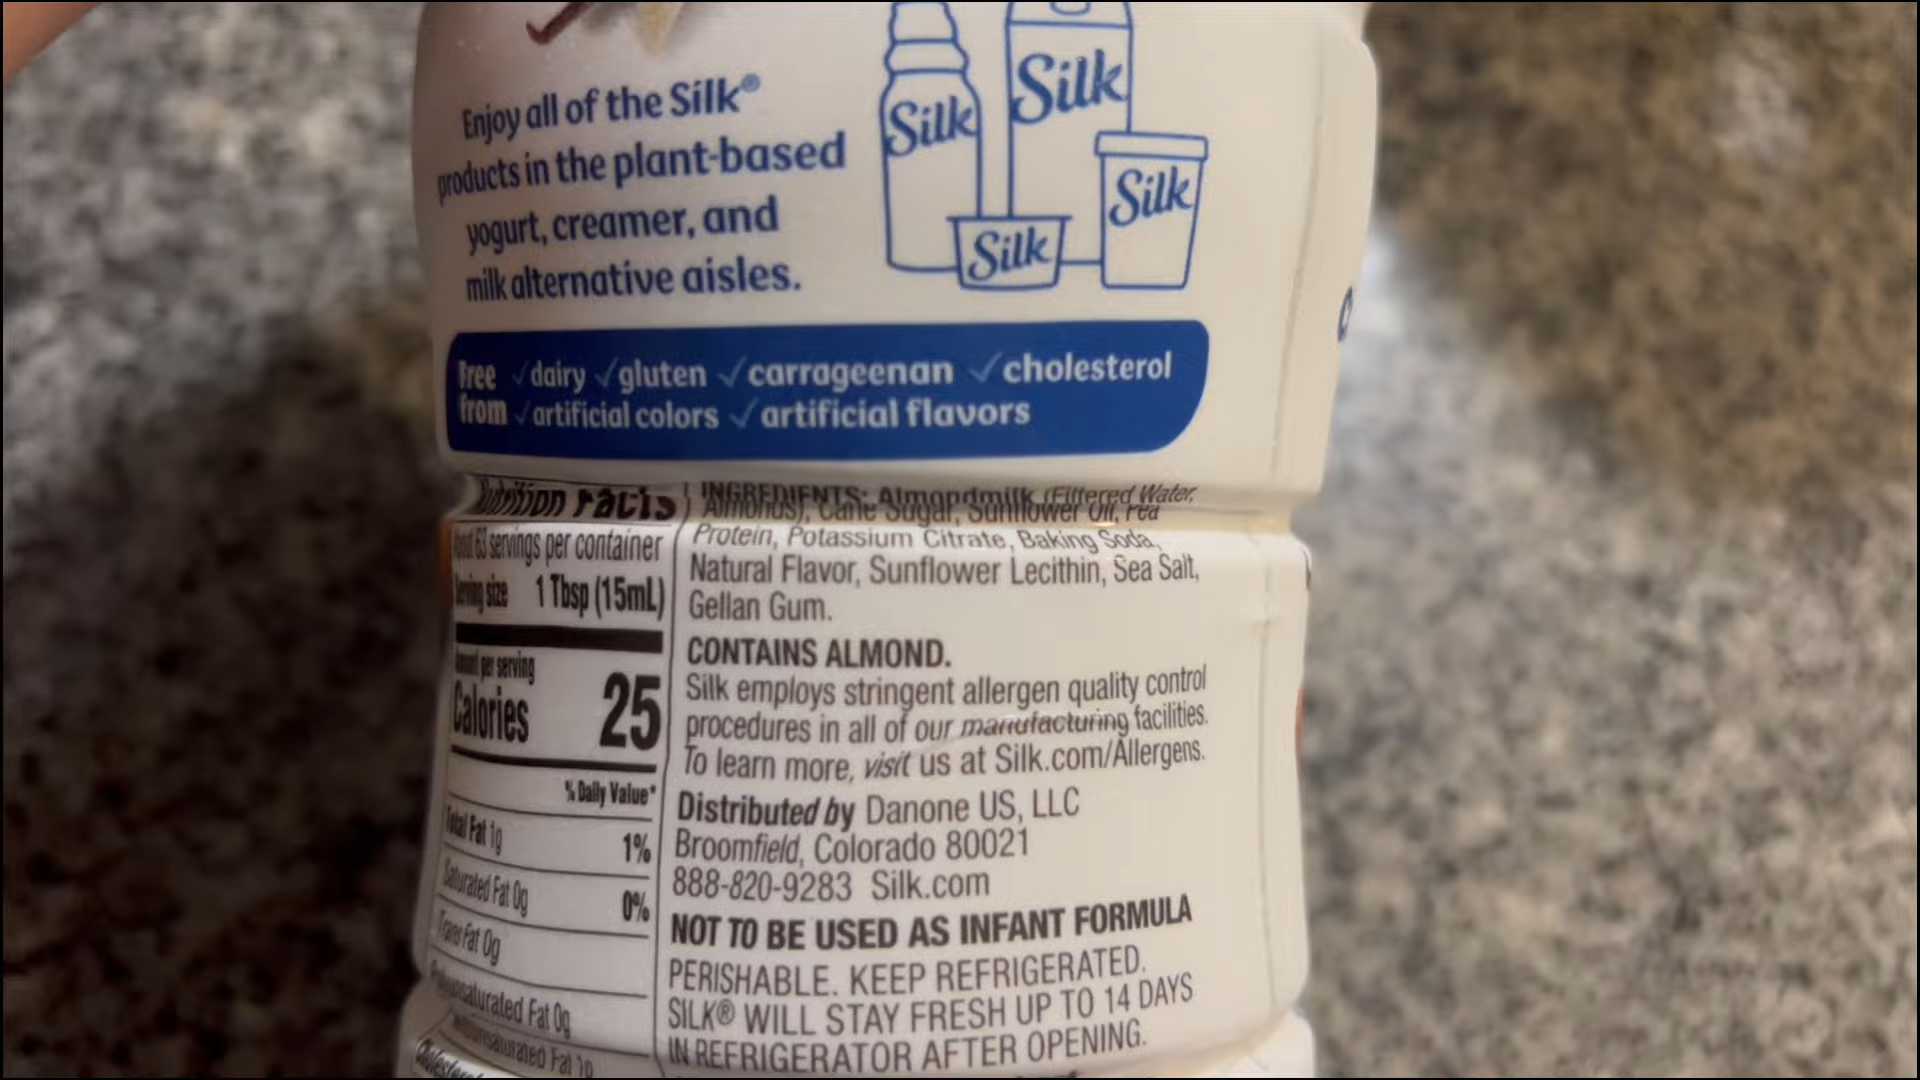 Enjoy all of the Silk®
products in the plant-based
yogurt, creamer, and
milk alternative aisles.
Silk
Silk
Silk
Silk
Free from ✓dairy ✓gluten ✓carrageenan ✓cholesterol
✓artificial colors ✓artificial flavors
Nutrition Facts
63 servings per container
Serving size 1 Tbsp (15mL)
Amount per serving
Calories 25
% Daily Value*
Total Fat 1g 1%
Saturated Fat 0g 0%
Trans Fat 0g
Polyunsaturated Fat 0g
Monounsaturated Fat 1g
INGREDIENTS: Almondmilk (Filtered Water,
Almonds), Cane Sugar, Sunflower Oil, Pea
Protein, Potassium Citrate, Baking Soda,
Natural Flavor, Sunflower Lecithin, Sea Salt,
Gellan Gum.
CONTAINS ALMOND.
Silk employs stringent allergen quality control
procedures in all of our manufacturing facilities.
To learn more, visit us at Silk.com/Allergens.
Distributed by Danone US, LLC
Broomfield, Colorado 80021
888-820-9283 Silk.com
NOT TO BE USED AS INFANT FORMULA
PERISHABLE. KEEP REFRIGERATED.
SILK® WILL STAY FRESH UP TO 14 DAYS
IN REFRIGERATOR AFTER OPENING.